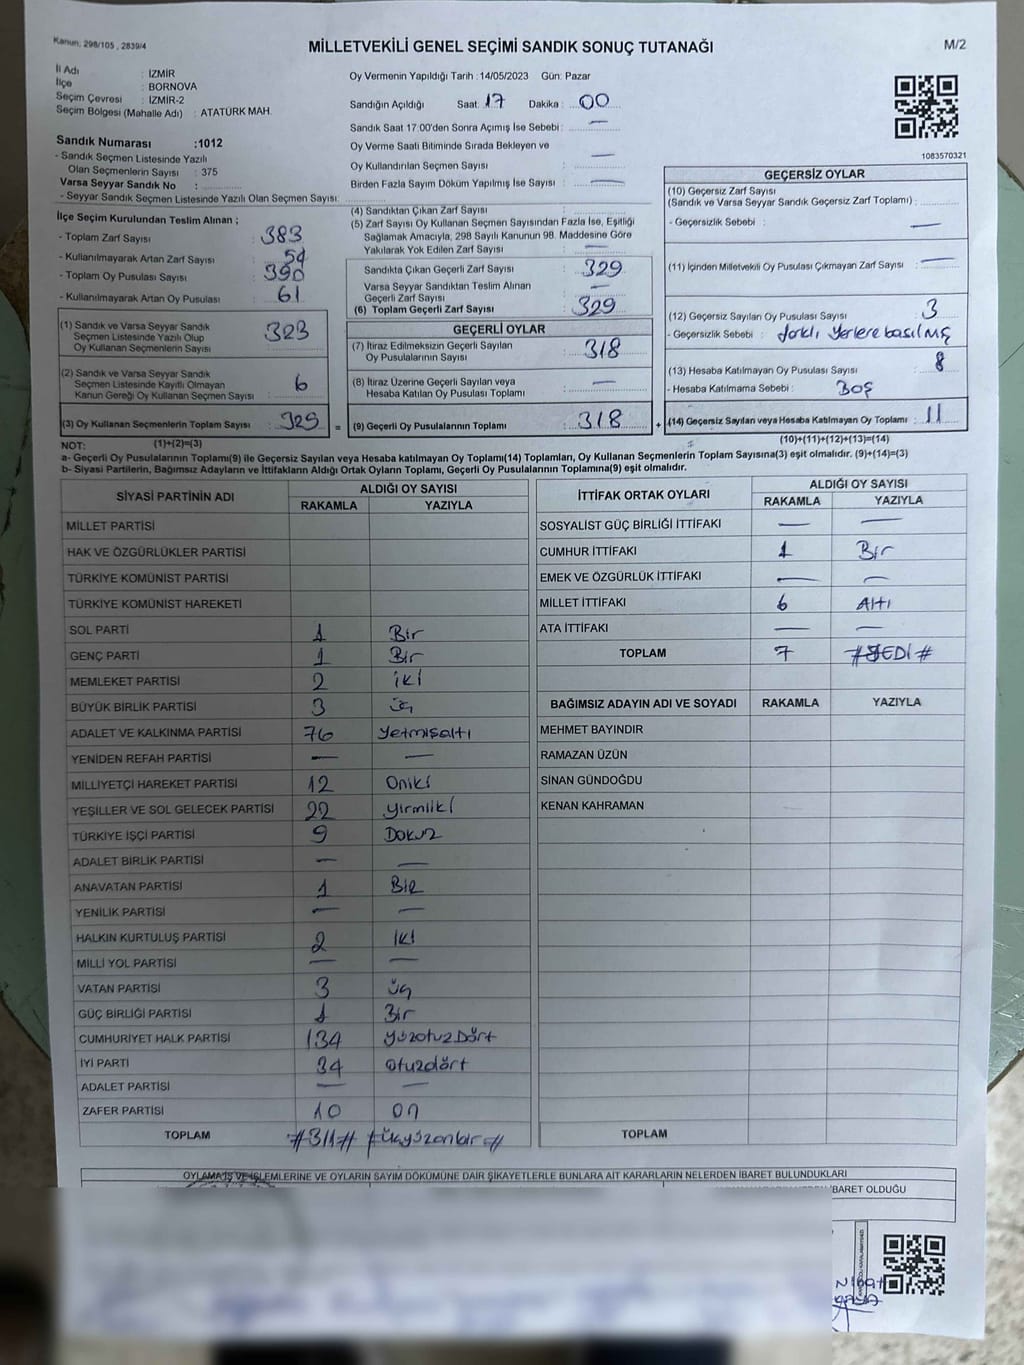 Kanun, 298/105 , 2839/4
MİLLETVEKİLİ GENEL SEÇİMİ SANDIK SONUÇ TUTANAĞI
M/2
İl Adı : İZMİR
İlçe : BORNOVA
Seçim Çevresi : İZMİR-2
Seçim Bölgesi (Mahalle Adı) : ATATÜRK MAH.
Oy Vermenin Yapıldığı Tarih : 14/05/2023 Gün: Pazar
Sandığın Açıldığı Saat: 17 Dakika : 00
Sandık Saat 17:00'den Sonra Açımış İse Sebebi : —
Oy Verme Saati Bitiminde Sırada Bekleyen ve
Oy Kullandırılan Seçmen Sayısı : —
Birden Fazla Sayım Döküm Yapılmış İse Sayısı : —
1083570321
Sandık Numarası :1012
- Sandık Seçmen Listesinde Yazılı
Olan Seçmenlerin Sayısı : 375
Varsa Seyyar Sandık No :
- Seyyar Sandık Seçmen Listesinde Yazılı Olan Seçmen Sayısı:
İlçe Seçim Kurulundan Teslim Alınan ;
- Toplam Zarf Sayısı : 383
- Kullanılmayarak Artan Zarf Sayısı : 54
- Toplam Oy Pusulası Sayısı : 390
- Kullanılmayarak Artan Oy Pusulası : 61
(1) Sandık ve Varsa Seyyar Sandık
Seçmen Listesinde Yazılı Olup
Oy Kullanan Seçmenlerin Sayısı : 323
(2) Sandık ve Varsa Seyyar Sandık
Seçmen Listesinde Kayıtlı Olmayan
Kanun Gereği Oy Kullanan Seçmen Sayısı : 6
(3) Oy Kullanan Seçmenlerin Toplam Sayısı : 329 =
(4) Sandıktan Çıkan Zarf Sayısı :
(5) Zarf Sayısı Oy Kullanan Seçmen Sayısından Fazla İse, Eşitliği
Sağlamak Amacıyla, 298 Sayılı Kanunun 98. Maddesine Göre
Yakılarak Yok Edilen Zarf Sayısı : —
Sandıkta Çıkan Geçerli Zarf Sayısı : 329
Varsa Seyyar Sandıktan Teslim Alınan
Geçerli Zarf Sayısı : —
(6) Toplam Geçerli Zarf Sayısı : 329
GEÇERLİ OYLAR
(7) İtiraz Edilmeksizin Geçerli Sayılan
Oy Pusulalarının Sayısı : 318
(8) İtiraz Üzerine Geçerli Sayılan veya
Hesaba Katılan Oy Pusulası Toplamı : —
(9) Geçerli Oy Pusulalarının Toplamı : 318 +
GEÇERSİZ OYLAR
(10) Geçersiz Zarf Sayısı
(Sandık ve Varsa Seyyar Sandık Geçersiz Zarf Toplamı) :
- Geçersizlik Sebebi : —
(11) İçinden Milletvekili Oy Pusulası Çıkmayan Zarf Sayısı : —
(12) Geçersiz Sayılan Oy Pusulası Sayısı : 3
- Geçersizlik Sebebi : farklı yerlere basılmış
(13) Hesaba Katılmayan Oy Pusulası Sayısı : 8
- Hesaba Katılmama Sebebi : Boş
(14) Geçersiz Sayılan veya Hesaba Katılmayan Oy Toplamı : 11
NOT: (1)+(2)=(3) (10)+(11)+(12)+(13)=(14)
a- Geçerli Oy Pusulalarının Toplamı(9) ile Geçersiz Sayılan veya Hesaba Katılmayan Oy Toplamı(14) Toplamları, Oy Kullanan Seçmenlerin Toplam Sayısına(3) eşit olmalıdır. (9)+(14)=(3)
b- Siyasi Partilerin, Bağımsız Adayların ve İttifakların Aldığı Ortak Oyların Toplamı, Geçerli Oy Pusulalarının Toplamına(9) eşit olmalıdır.
SİYASİ PARTİNİN ADI ALDIĞI OY SAYISI
RAKAMLA YAZIYLA
MİLLET PARTİSİ
HAK VE ÖZGÜRLÜKLER PARTİSİ
TÜRKİYE KOMÜNİST PARTİSİ
TÜRKİYE KOMÜNİST HAREKETİ
SOL PARTİ 1 Bir
GENÇ PARTİ 1 Bir
MEMLEKET PARTİSİ 2 iki
BÜYÜK BİRLİK PARTİSİ 3 üç
ADALET VE KALKINMA PARTİSİ 76 yetmişaltı
YENİDEN REFAH PARTİSİ — —
MİLLİYETÇİ HAREKET PARTİSİ 12 Oniki
YEŞİLLER VE SOL GELECEK PARTİSİ 22 yirmiiki
TÜRKİYE İŞÇİ PARTİSİ 9 Dokuz
ADALET BİRLİK PARTİSİ — —
ANAVATAN PARTİSİ 1 Bir
YENİLİK PARTİSİ — —
HALKIN KURTULUŞ PARTİSİ 2 iki
MİLLİ YOL PARTİSİ — —
VATAN PARTİSİ 3 üç
GÜÇ BİRLİĞİ PARTİSİ 1 Bir
CUMHURİYET HALK PARTİSİ 134 yüzotuzDört
İYİ PARTİ 34 otuzdört
ADALET PARTİSİ — —
ZAFER PARTİSİ 10 on
TOPLAM #311# #üçyüzonbir#
İTTİFAK ORTAK OYLARI ALDIĞI OY SAYISI
RAKAMLA YAZIYLA
SOSYALİST GÜÇ BİRLİĞİ İTTİFAKI — —
CUMHUR İTTİFAKI 1 Bir
EMEK VE ÖZGÜRLÜK İTTİFAKI — —
MİLLET İTTİFAKI 6 Altı
ATA İTTİFAKI — —
TOPLAM 7 #YEDİ#
BAĞIMSIZ ADAYIN ADI VE SOYADI RAKAMLA YAZIYLA
MEHMET BAYINDIR
RAMAZAN ÜZÜN
SİNAN GÜNDOĞDU
KENAN KAHRAMAN
TOPLAM
OYLAMA İŞ VE İŞLEMLERİNE VE OYLARIN SAYIM DÖKÜMÜNE DAİR ŞİKAYETLERLE BUNLARA AİT KARARLARIN NELERDEN İBARET BULUNDUKLARI
İBARET OLDUĞU